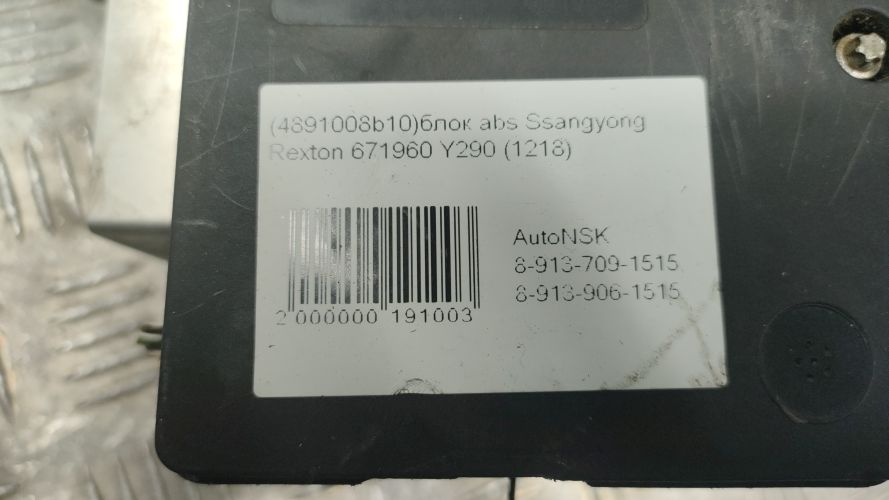 (4891008b10)блок abs Ssangyong
Rexton 671960 Y290 (1218)
AutoNSK
8-913-709-1515
8-913-906-1515
2 000000 191003